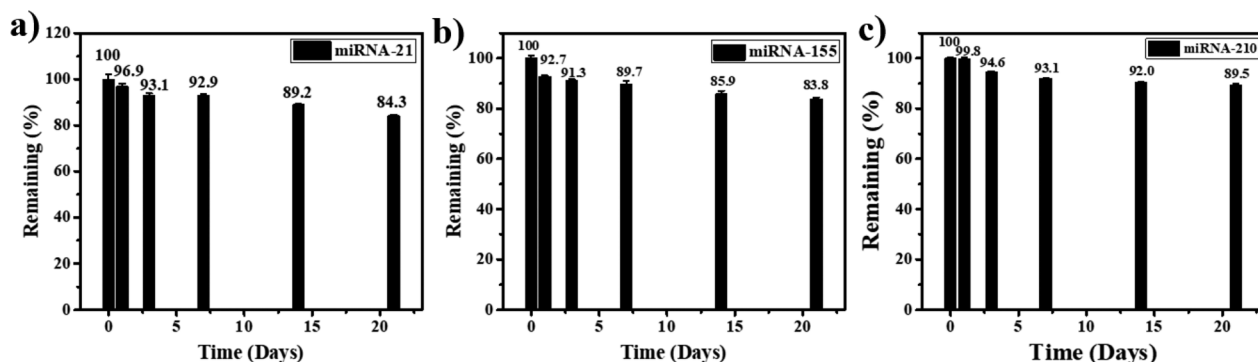 a)
miRNA-21
Remaining (%)
120
100
80
60
40
20
0
100
96.9
93.1
92.9
89.2
84.3
0 5 10 15 20
Time (Days)
b)
miRNA-155
Remaining (%)
100
80
60
40
20
0
100
92.7
91.3
89.7
85.9
83.8
0 5 10 15 20
Time (Days)
c)
miRNA-210
Remaining (%)
100
80
60
40
20
0
100
99.8
94.6
93.1
92.0
89.5
0 5 10 15 20
Time (Days)